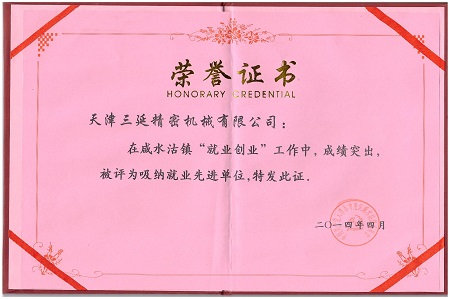 荣誉证书
HONORARY CREDENTIAL
天津三延精密机械有限公司：
在咸水沽镇“就业创业”工作中，成绩突出，
被评为吸纳就业先进单位，特发此证．
二〇一四年四月